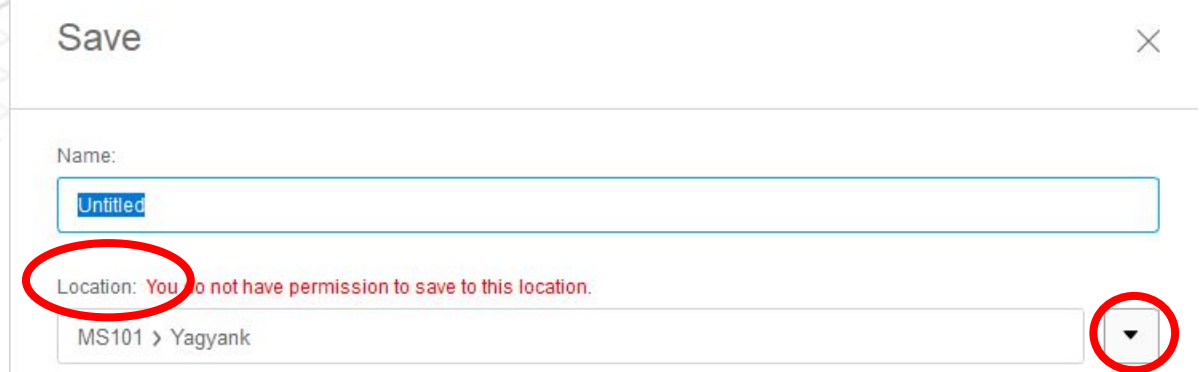 Save
Name:
Untitled
Location: You do not have permission to save to this location.
MS101 > Yagyank